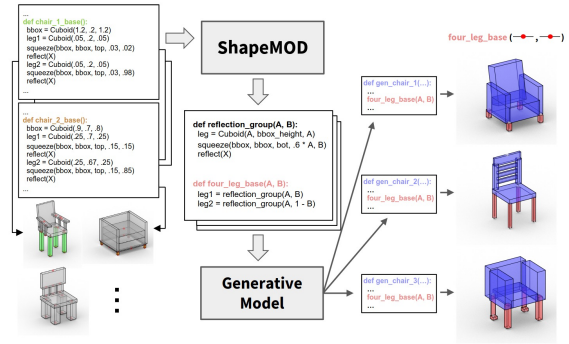 ...
def chair_1_base():
bbox = Cuboid(1.2, .2, 1.2)
leg1 = Cuboid(.05, .2, .05)
squeeze(bbox, bbox, top, .03, .02)
reflect(X)
leg2 = Cuboid(.05, .2, .05)
squeeze(bbox, bbox, top, .03, .98)
reflect(X)
...
...
def chair_2_base():
bbox = Cuboid(.9, .7, .8)
leg1 = Cuboid(.25, .7, .25)
squeeze(bbox, bbox, top, .15, .15)
reflect(X)
leg2 = Cuboid(.25, .67, .25)
squeeze(bbox, bbox, top, .15, .85)
reflect(X)
...
ShapeMOD
def reflection_group(A, B):
leg = Cuboid(A, bbox_height, A)
squeeze(bbox, bbox, bot, .6 * A, B)
reflect(X)
def four_leg_base(A, B):
leg1 = reflection_group(A, B)
leg2 = reflection_group(A, 1 - B)
Generative
Model
four_leg_base ( , )
def gen_chair_1(...):
...
four_leg_base(A, B)
...
def gen_chair_2(...):
...
four_leg_base(A, B)
...
def gen_chair_3(...):
...
four_leg_base(A, B)
...